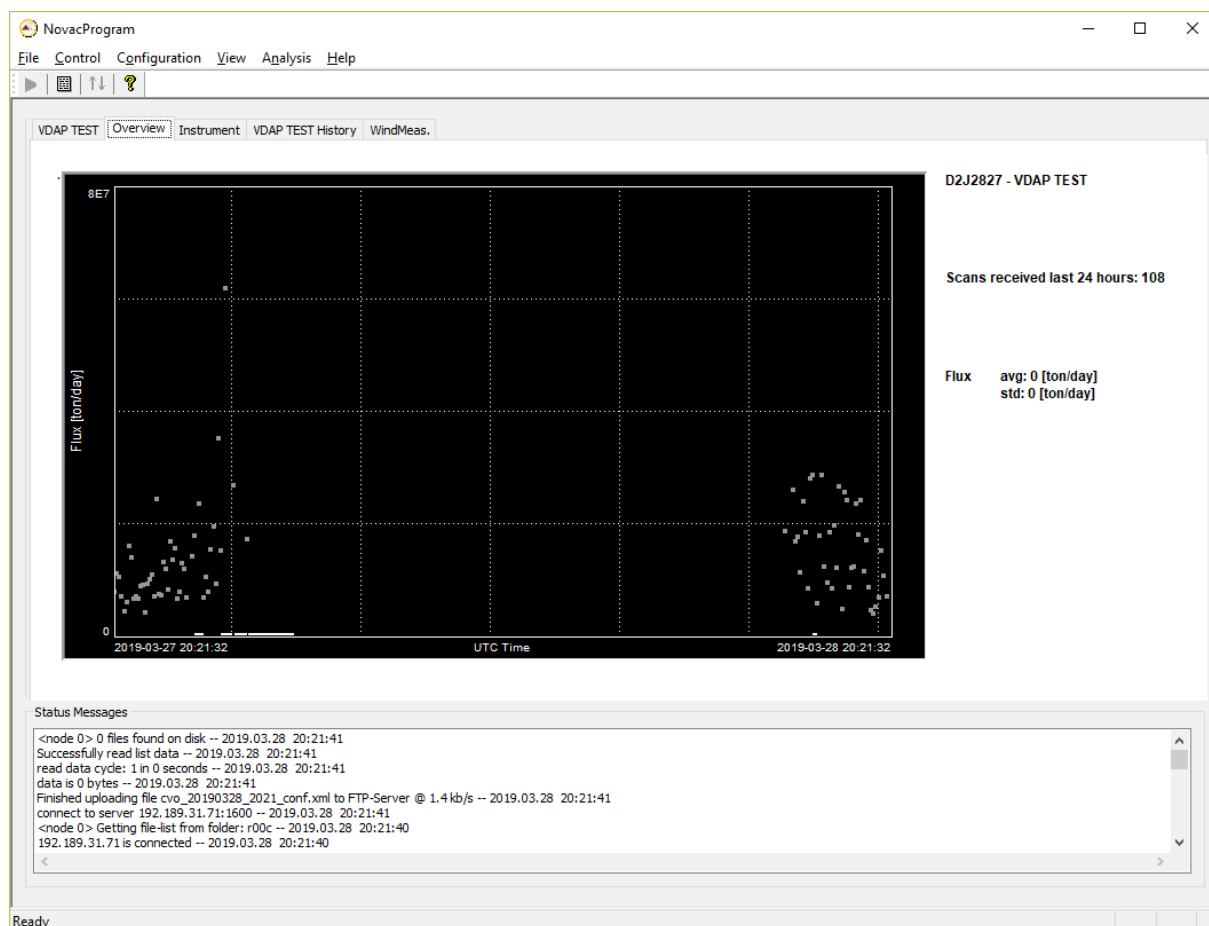 NovacProgram
File Control Configuration View Analysis Help
VDAP TEST Overview Instrument VDAP TEST History WindMeas.
8E7
Flux [ton/day]
0
2019-03-27 20:21:32 UTC Time 2019-03-28 20:21:32
D2J2827 - VDAP TEST
Scans received last 24 hours: 108
Flux avg: 0 [ton/day]
std: 0 [ton/day]
Status Messages
<node 0> 0 files found on disk -- 2019.03.28 20:21:41
Successfully read list data -- 2019.03.28 20:21:41
read data cycle: 1 in 0 seconds -- 2019.03.28 20:21:41
data is 0 bytes -- 2019.03.28 20:21:41
Finished uploading file cvo_20190328_2021_conf.xml to FTP-Server @ 1.4 kb/s -- 2019.03.28 20:21:41
connect to server 192.189.31.71:1600 -- 2019.03.28 20:21:41
<node 0> Getting file-list from folder: r00c -- 2019.03.28 20:21:40
192.189.31.71 is connected -- 2019.03.28 20:21:40
Ready